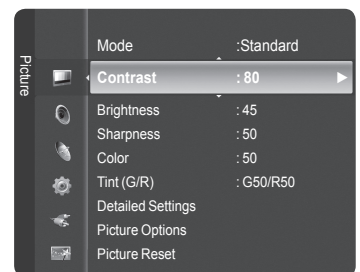 Picture
Mode :Standard
Contrast : 80
Brightness : 45
Sharpness : 50
Color : 50
Tint (G/R) : G50/R50
Detailed Settings
Picture Options
Picture Reset